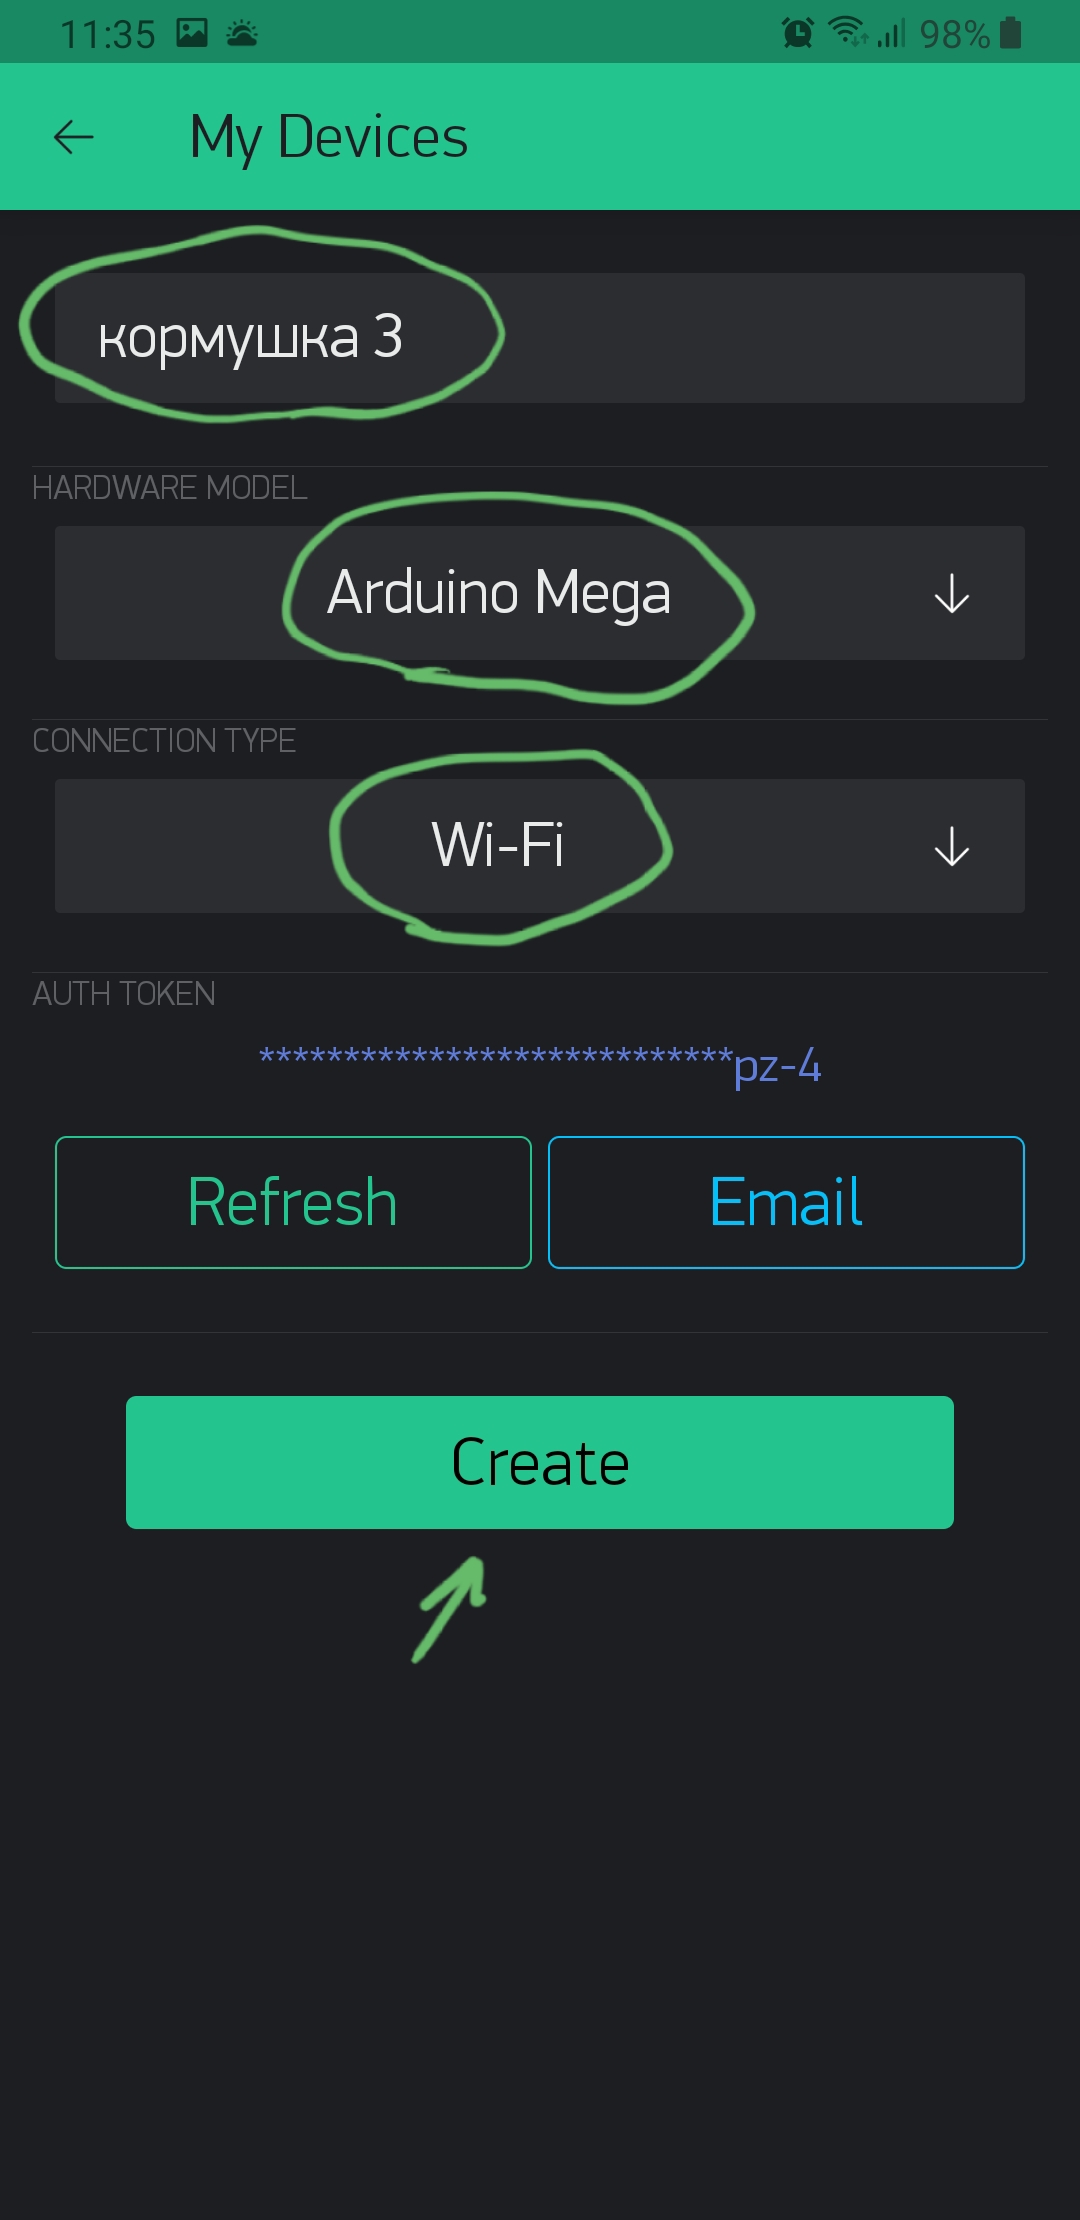 11:35 98%
My Devices
кормушка 3
HARDWARE MODEL
Arduino Mega
CONNECTION TYPE
Wi-Fi
AUTH TOKEN
****************************pz-4
Refresh Email
Create